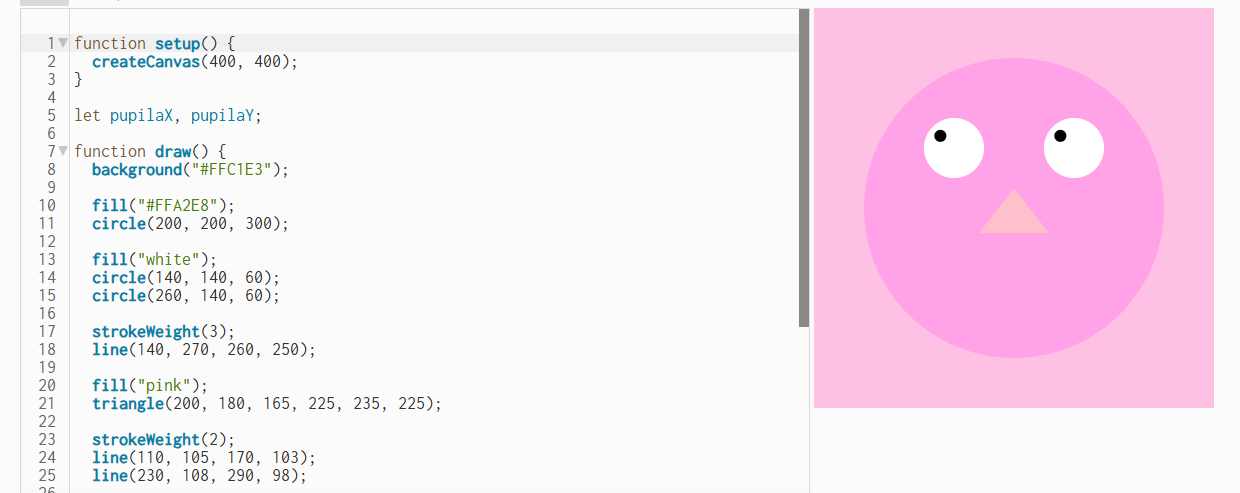 1 function setup() {
2 createCanvas(400, 400);
3 }
4
5 let pupilaX, pupilaY;
6
7 function draw() {
8 background("#FFC1E3");
9
10 fill("#FFA2E8");
11 circle(200, 200, 300);
12
13 fill("white");
14 circle(140, 140, 60);
15 circle(260, 140, 60);
16
17 strokeWeight(3);
18 line(140, 270, 260, 250);
19
20 fill("pink");
21 triangle(200, 180, 165, 225, 235, 225);
22
23 strokeWeight(2);
24 line(110, 105, 170, 103);
25 line(230, 108, 290, 98);